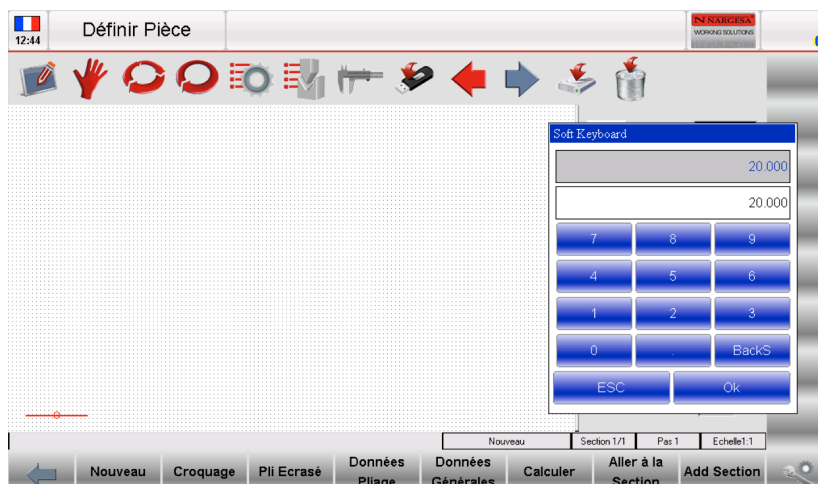 12:44
Définir Pièce
N NARGESA
WORKING SOLUTIONS
Soft Keyboard
20.000
20.000
7 8 9
4 5 6
1 2 3
0 . BackS
ESC Ok
Nouveau Section 1/1 Pas 1 Echelle1:1
Nouveau Croquage Pli Ecrasé Données Pliage Données Générales Calculer Aller à la Section Add Section